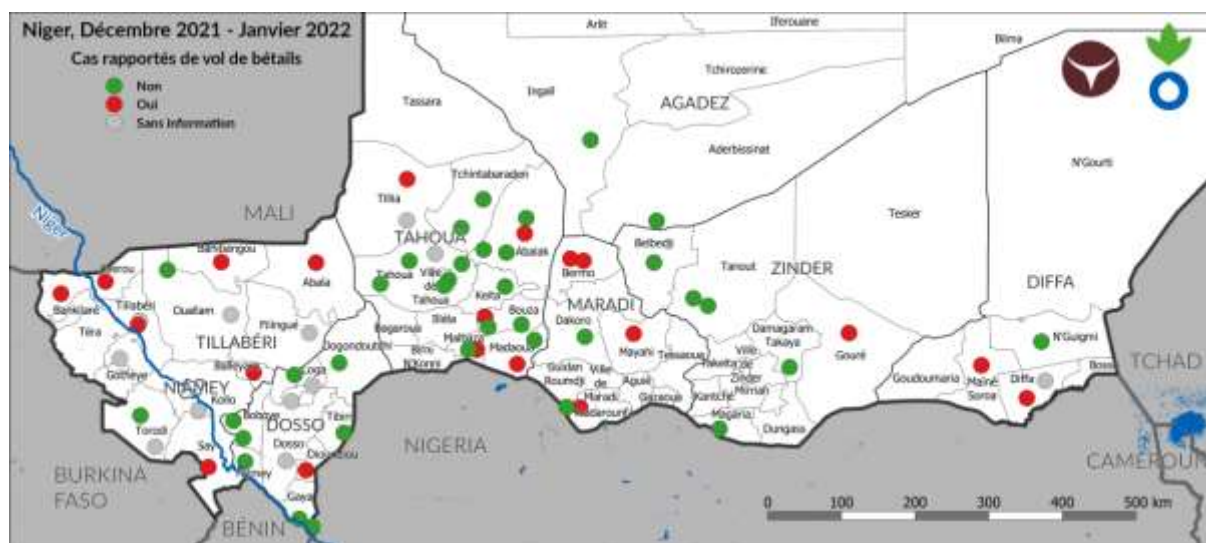 Niger, Décembre 2021 - Janvier 2022
Cas rapportés de vol de bétails
Non
Oui
Sans information
Arlit
Iferouane
Bilma
Tchirozerine
Ingall
AGADEZ
Tassara
Aderbissinat
N'Gourti
Tchintabaraden
Tillia
MALI
Niger
Tesker
TAHOUA
Abalak
Belbedji
Banibangou
Bermo
Tanout
ZINDER
Abala
Tahoua
Ville
de
Tahoua
DIFFA
Bankilaré
Tillabéri
Ouallam
Keita
MARADI
Téra
Filingué
Illéla
Bouza
Dakoro
Damagaram
Takaya
N'Guigmi
TILLABÉRI
Bagaroua
Malbaza
Madaoua
Mayahi
Tessaoua
Gouré
Dogondoutchi
Birni
N'Konni
Guidan
Roumdji
Ville
de
Maradi
Aguié
Gazaoua
Ville
de
Zinder
Mirriah
Takeita
Kantché
Goudoumaria
Mainé
Soroa
Diffa
Bosso
TCHAD
Gotheye
Balleyara
Loga
NIAMEY
Kollo
Madarounfa
Magaria
Dungass
Torodi
Boboye
DOSSO
Tibiri
Say
Dosso
Dioundiou
NIGERIA
CAMEROUN
BURKINA
FASO
Gaya
BÉNIN
0 100 200 300 400 500 km